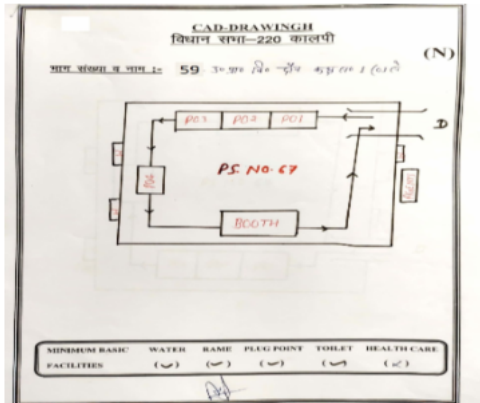 CAD-DRAWINGH
विधान सभा–220 कालपी
(N)
भाग संख्या व नाम :- 59
PO3 PO2 PO1
D
PO4
P.S. NO. 67
BOOTH
MINIMUM BASIC WATER RAME PLUG POINT TOILET HEALTH CARE
FACILITIES